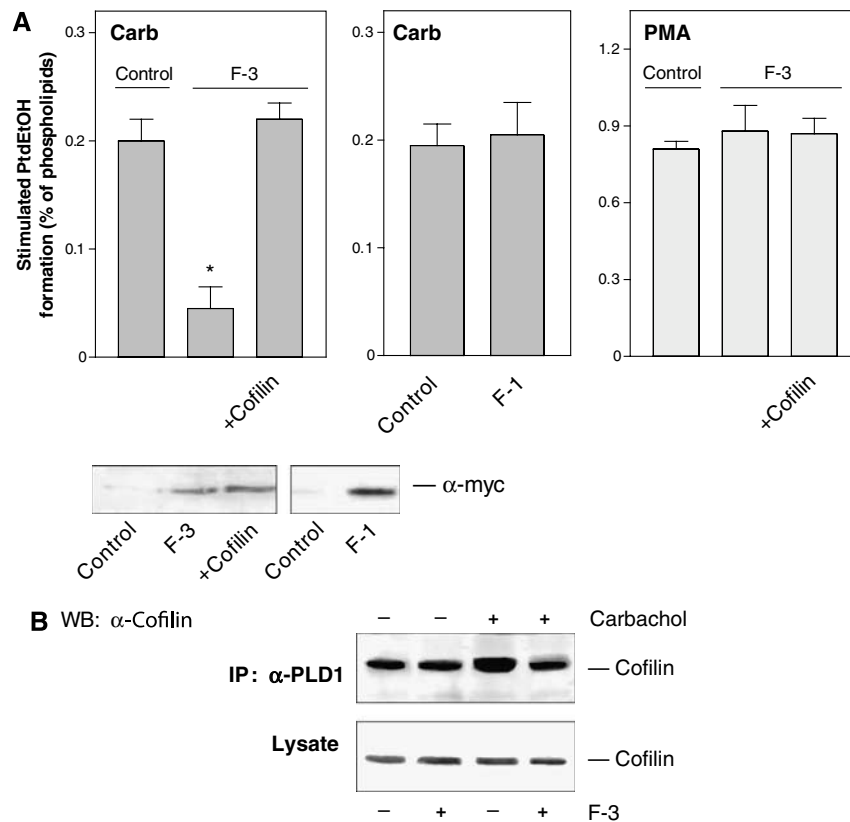 A
Stimulated PtdEtOH
formation (% of phospholipids)
0.3
0.2
0.1
0
Carb
Control
F-3
*
+Cofilin
0.3
0.2
0.1
0
Carb
Control
F-1
1.2
0.9
0.6
0.3
0
PMA
Control
F-3
+Cofilin
— α-myc
Control
F-3
+Cofilin
Control
F-1
B WB: α-Cofilin
– – + + Carbachol
IP: α-PLD1 — Cofilin
Lysate — Cofilin
– + – + F-3